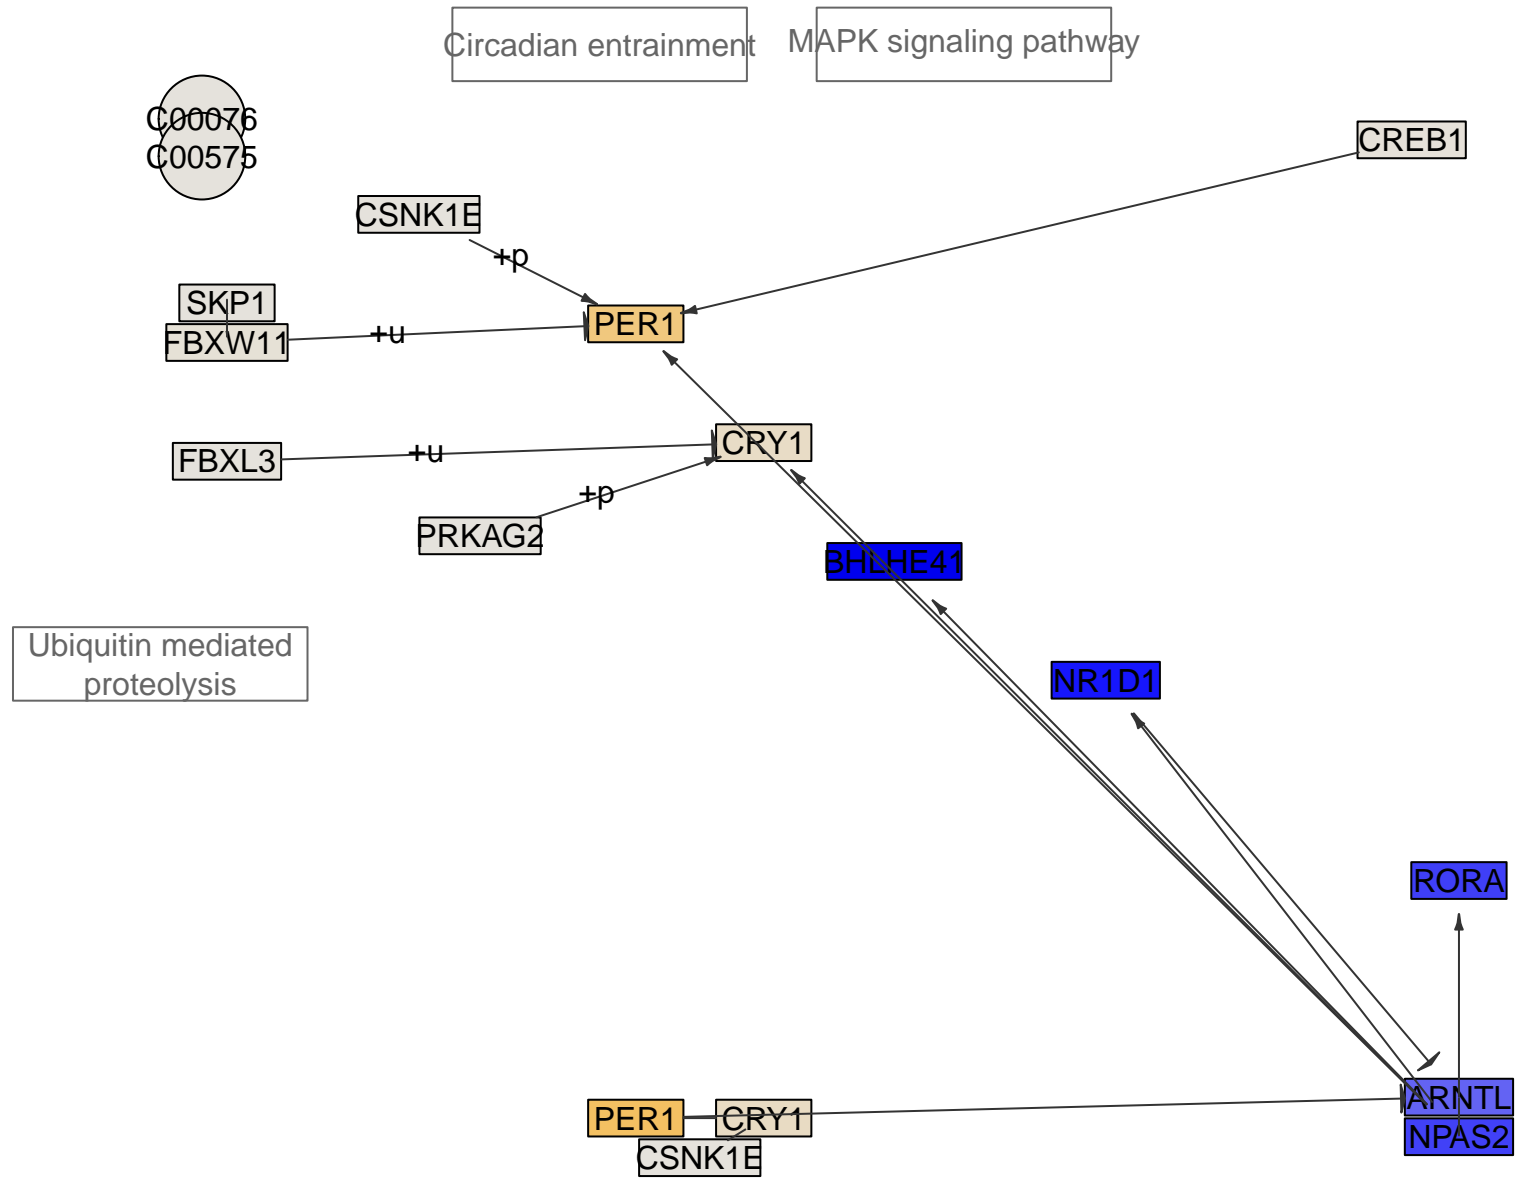 Circadian entrainment
MAPK signaling pathway
C00076
C00575
CREB1
CSNK1E
+p
SKP1
PER1
FBXW11
+u
CRY1
FBXL3
+u
+p
PRKAG2
BHLHE41
Ubiquitin mediated
proteolysis
NR1D1
RORA
ARNTL
PER1
CRY1
NPAS2
CSNK1E